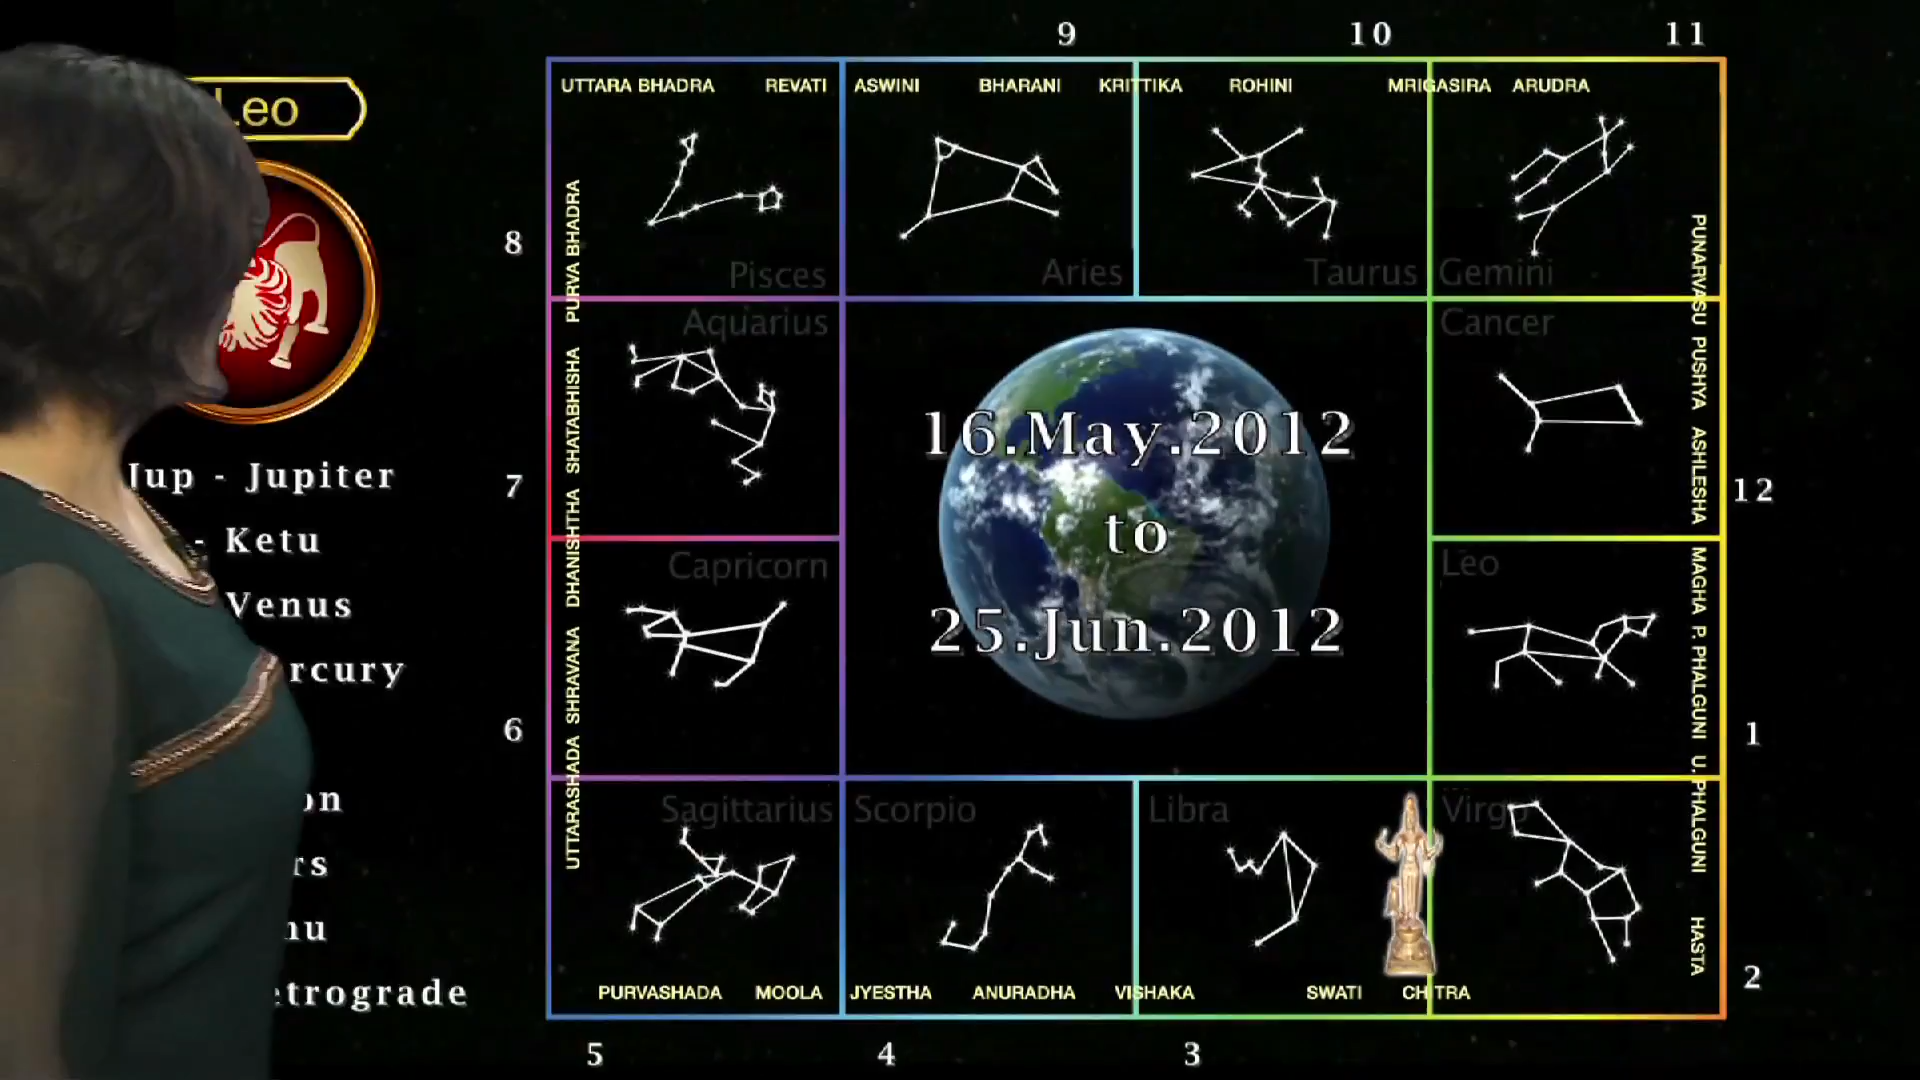 9 10 11
UTTARA BHADRA REVATI ASWINI BHARANI KRITTIKA ROHINI MRIGASIRA ARUDRA
Leo
PURVA BHADRA
SHATABHISHA
DHANISHTHA
SHRAVANA
UTTARASHADA
8
7
6
Pisces
Aries
Taurus
Gemini
Aquarius
Cancer
Capricorn
Leo
Sagittarius
Scorpio
Libra
Virgo
16.May.2012
to
25.Jun.2012
PUNARVASU
PUSHYA
ASHLESHA
MAGHA
P. PHALGUNI
U. PHALGUNI
HASTA
12
1
2
Jup - Jupiter
- Ketu
Venus
rcury
on
rs
hu
etrograde
PURVASHADA MOOLA JYESTHA ANURADHA VISHAKA SWATI CHITRA
5 4 3